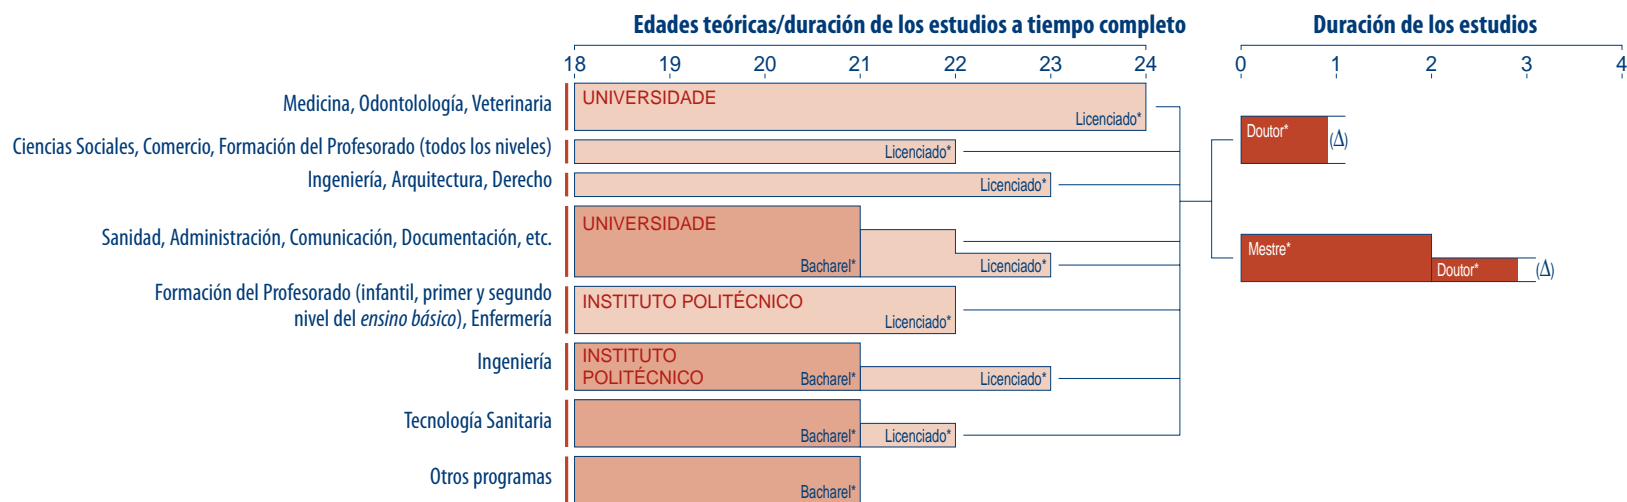 Edades teóricas/duración de los estudios a tiempo completo
Duración de los estudios
18 19 20 21 22 23 24
0 1 2 3 4
Medicina, Odontolología, Veterinaria
UNIVERSIDADE
Licenciado*
Ciencias Sociales, Comercio, Formación del Profesorado (todos los niveles)
Licenciado*
Ingeniería, Arquitectura, Derecho
Licenciado*
Sanidad, Administración, Comunicación, Documentación, etc.
UNIVERSIDADE
Bacharel*
Licenciado*
Formación del Profesorado (infantil, primer y segundo
nivel del ensino básico), Enfermería
INSTITUTO POLITÉCNICO
Licenciado*
Ingeniería
INSTITUTO
POLITÉCNICO
Bacharel*
Licenciado*
Tecnología Sanitaria
Bacharel*
Licenciado*
Otros programas
Bacharel*
Doutor*
(Δ)
Mestre*
Doutor*
(Δ)